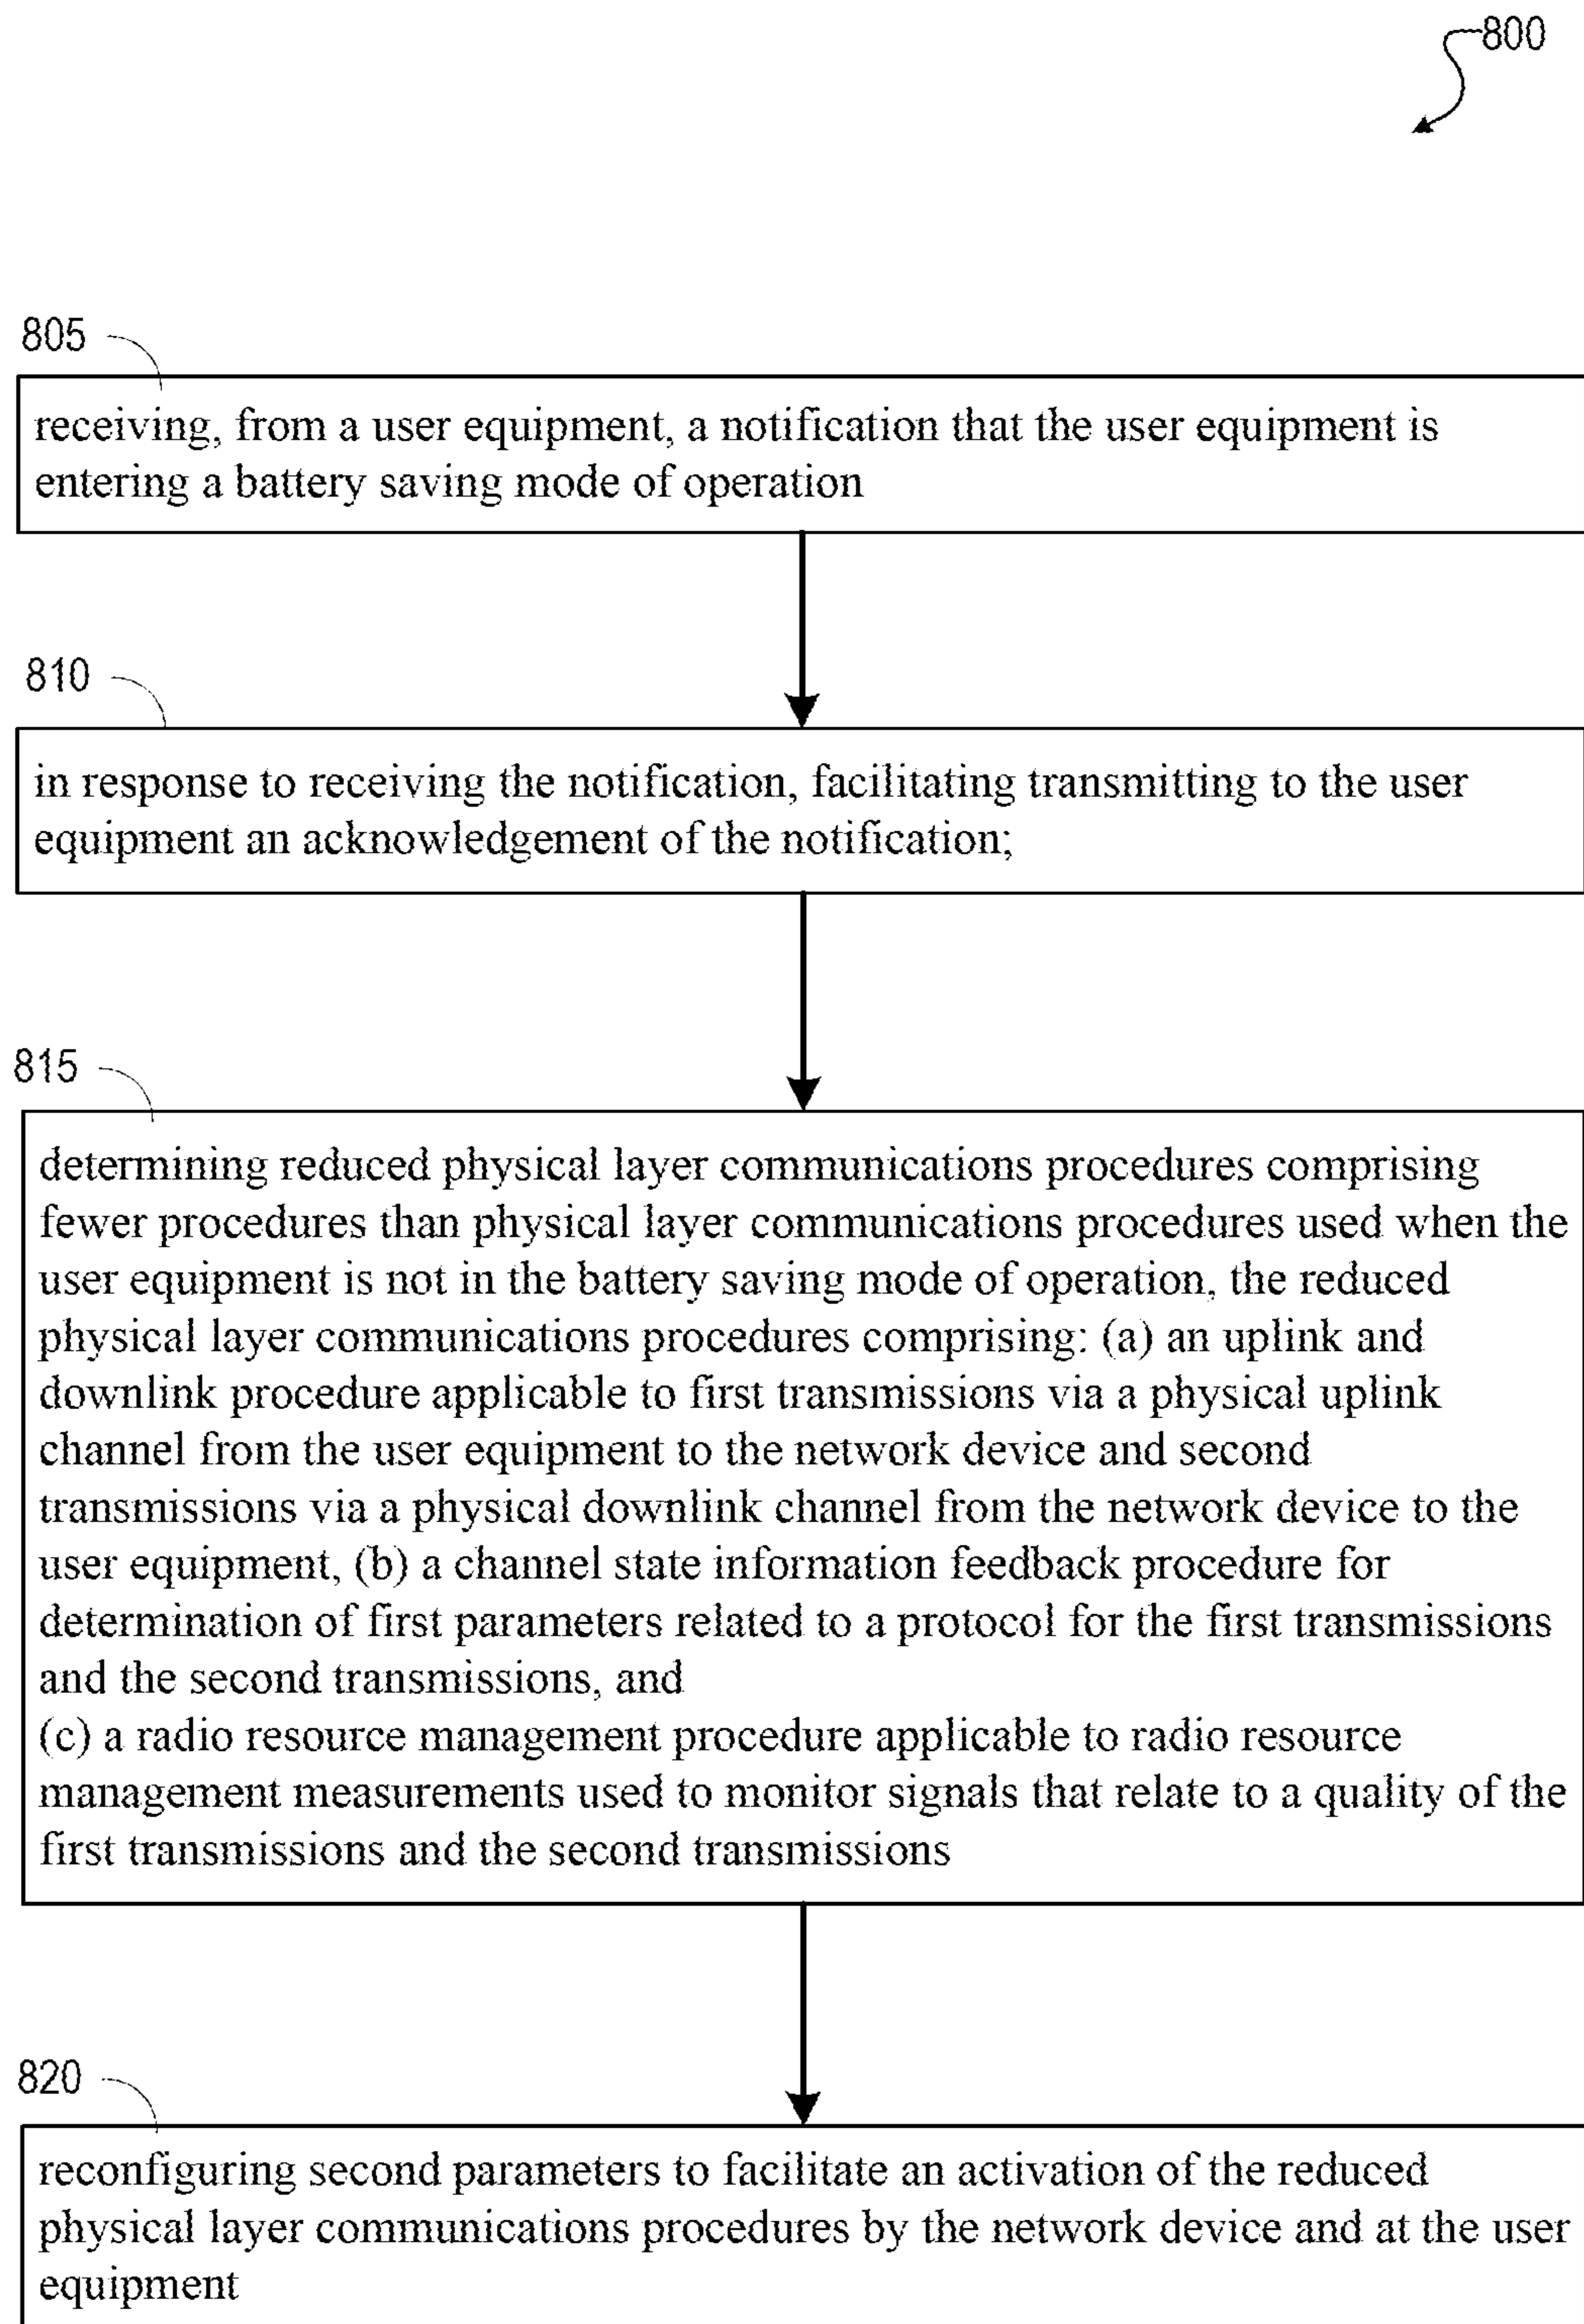 800
805
receiving, from a user equipment, a notification that the user equipment is
entering a battery saving mode of operation
810
in response to receiving the notification, facilitating transmitting to the user
equipment an acknowledgement of the notification;
815
determining reduced physical layer communications procedures comprising
fewer procedures than physical layer communications procedures used when the
user equipment is not in the battery saving mode of operation, the reduced
physical layer communications procedures comprising: (a) an uplink and
downlink procedure applicable to first transmissions via a physical uplink
channel from the user equipment to the network device and second
transmissions via a physical downlink channel from the network device to the
user equipment, (b) a channel state information feedback procedure for
determination of first parameters related to a protocol for the first transmissions
and the second transmissions, and
(c) a radio resource management procedure applicable to radio resource
management measurements used to monitor signals that relate to a quality of the
first transmissions and the second transmissions
820
reconfiguring second parameters to facilitate an activation of the reduced
physical layer communications procedures by the network device and at the user
equipment